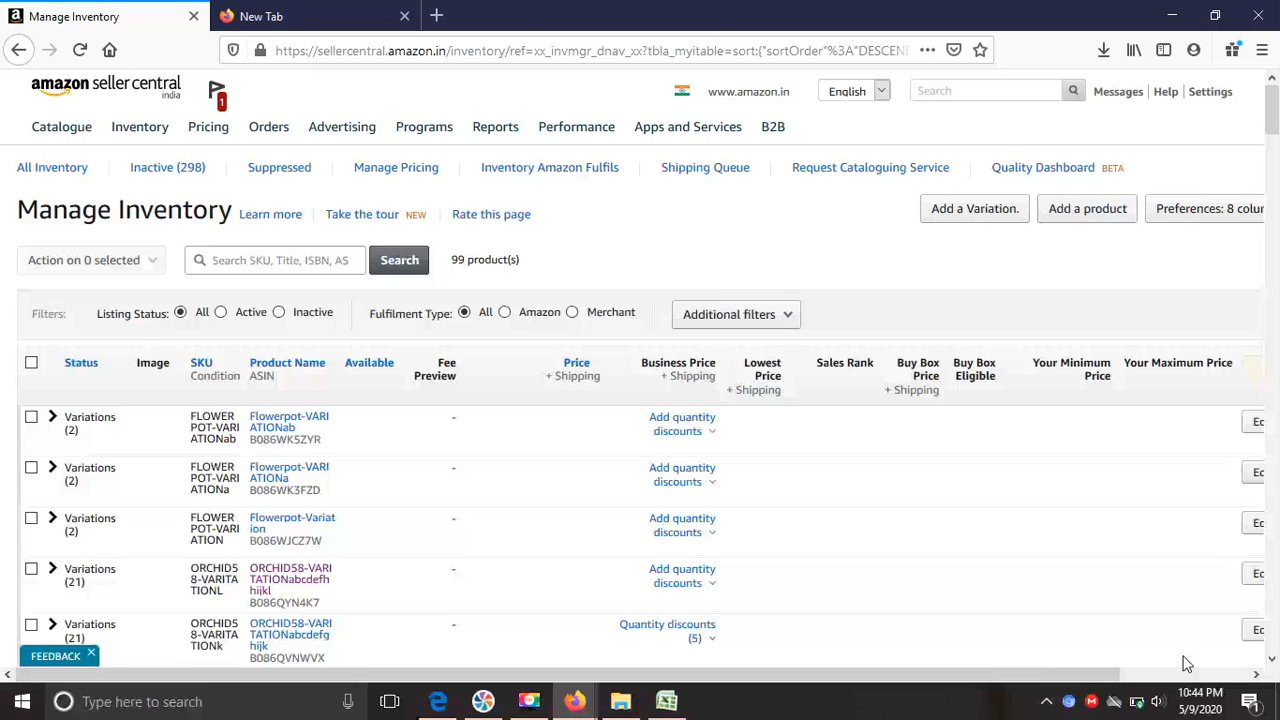 Manage Inventory
New Tab
https://sellercentral.amazon.in/inventory/ref=xx_invmgr_dnav_xx?tbla_myitable=sort:{"sortOrder"%3A"DESCEND
amazon seller central
india
1
www.amazon.in
English
Search
Messages | Help | Settings
Catalogue Inventory Pricing Orders Advertising Programs Reports Performance Apps and Services B2B
All Inventory | Inactive (298) | Suppressed | Manage Pricing | Inventory Amazon Fulfils | Shipping Queue | Request Cataloguing Service | Quality Dashboard BETA
Manage Inventory Learn more | Take the tour NEW | Rate this page
Add a Variation. Add a product Preferences: 8 colur
Action on 0 selected Search SKU, Title, ISBN, AS Search 99 product(s)
Filters: Listing Status: All Active Inactive Fulfilment Type: All Amazon Merchant Additional filters
Status Image SKU Product Name Available Fee Price Business Price Lowest Sales Rank Buy Box Buy Box Your Minimum Your Maximum Price
Condition ASIN Preview + Shipping + Shipping Price Price Eligible Price
+ Shipping + Shipping
Variations FLOWER Flowerpot-VARI - Add quantity
(2) POT-VARI ATIONab discounts Ec
ATIONab B086WK5ZYR
Variations FLOWER Flowerpot-VARI - Add quantity
(2) POT-VARI ATIONa discounts Ec
ATIONa B086WK3FZD
Variations FLOWER Flowerpot-Variat - Add quantity
(2) POT-VARI ion discounts Ec
ATION B086WJCZ7W
Variations ORCHID5 ORCHID58-VARI - Add quantity
(21) 8-VARITA TATIONabcdefh discounts Ec
TIONL hijkl
B086QYN4K7
Variations ORCHID5 ORCHID58-VARI - Quantity discounts
(21) 8-VARITA TATIONabcdefg (5) Ec
TIONk hijk
B086QVNWVX
FEEDBACK
Type here to search
10:44 PM
5/9/2020
1